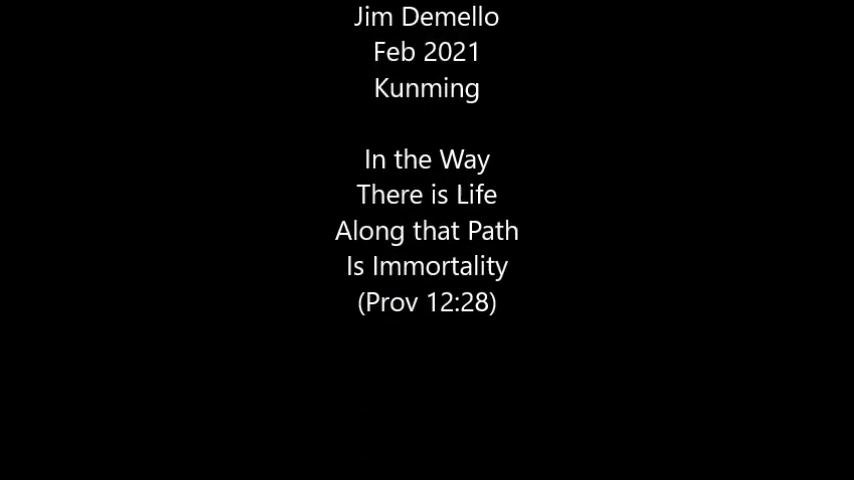 Jim Demello
Feb 2021
Kunming
In the Way
There is Life
Along that Path
Is Immortality
(Prov 12:28)